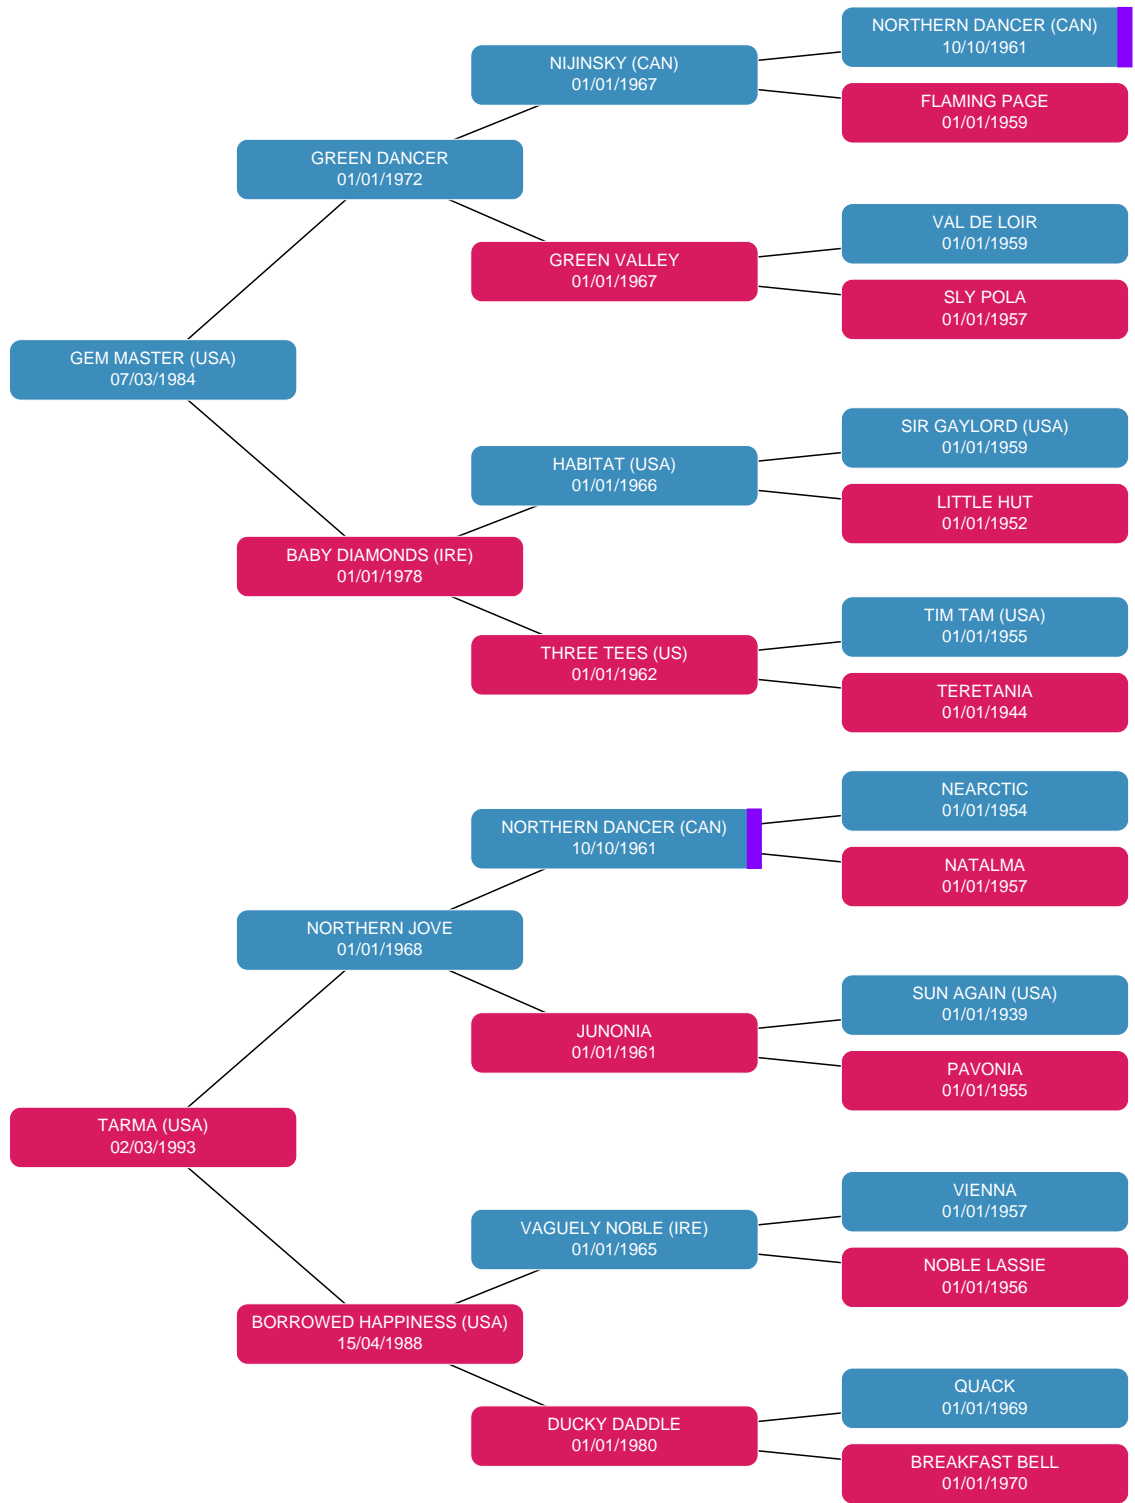 NORTHERN DANCER (CAN)
10/10/1961
NIJINSKY (CAN)
01/01/1967
FLAMING PAGE
01/01/1959
GREEN DANCER
01/01/1972
VAL DE LOIR
01/01/1959
GREEN VALLEY
01/01/1967
SLY POLA
01/01/1957
GEM MASTER (USA)
07/03/1984
SIR GAYLORD (USA)
01/01/1959
HABITAT (USA)
01/01/1966
LITTLE HUT
01/01/1952
BABY DIAMONDS (IRE)
01/01/1978
TIM TAM (USA)
01/01/1955
THREE TEES (US)
01/01/1962
TERETANIA
01/01/1944
NEARCTIC
01/01/1954
NORTHERN DANCER (CAN)
10/10/1961
NATALMA
01/01/1957
NORTHERN JOVE
01/01/1968
SUN AGAIN (USA)
01/01/1939
JUNONIA
01/01/1961
PAVONIA
01/01/1955
TARMA (USA)
02/03/1993
VIENNA
01/01/1957
VAGUELY NOBLE (IRE)
01/01/1965
NOBLE LASSIE
01/01/1956
BORROWED HAPPINESS (USA)
15/04/1988
QUACK
01/01/1969
DUCKY DADDLE
01/01/1980
BREAKFAST BELL
01/01/1970